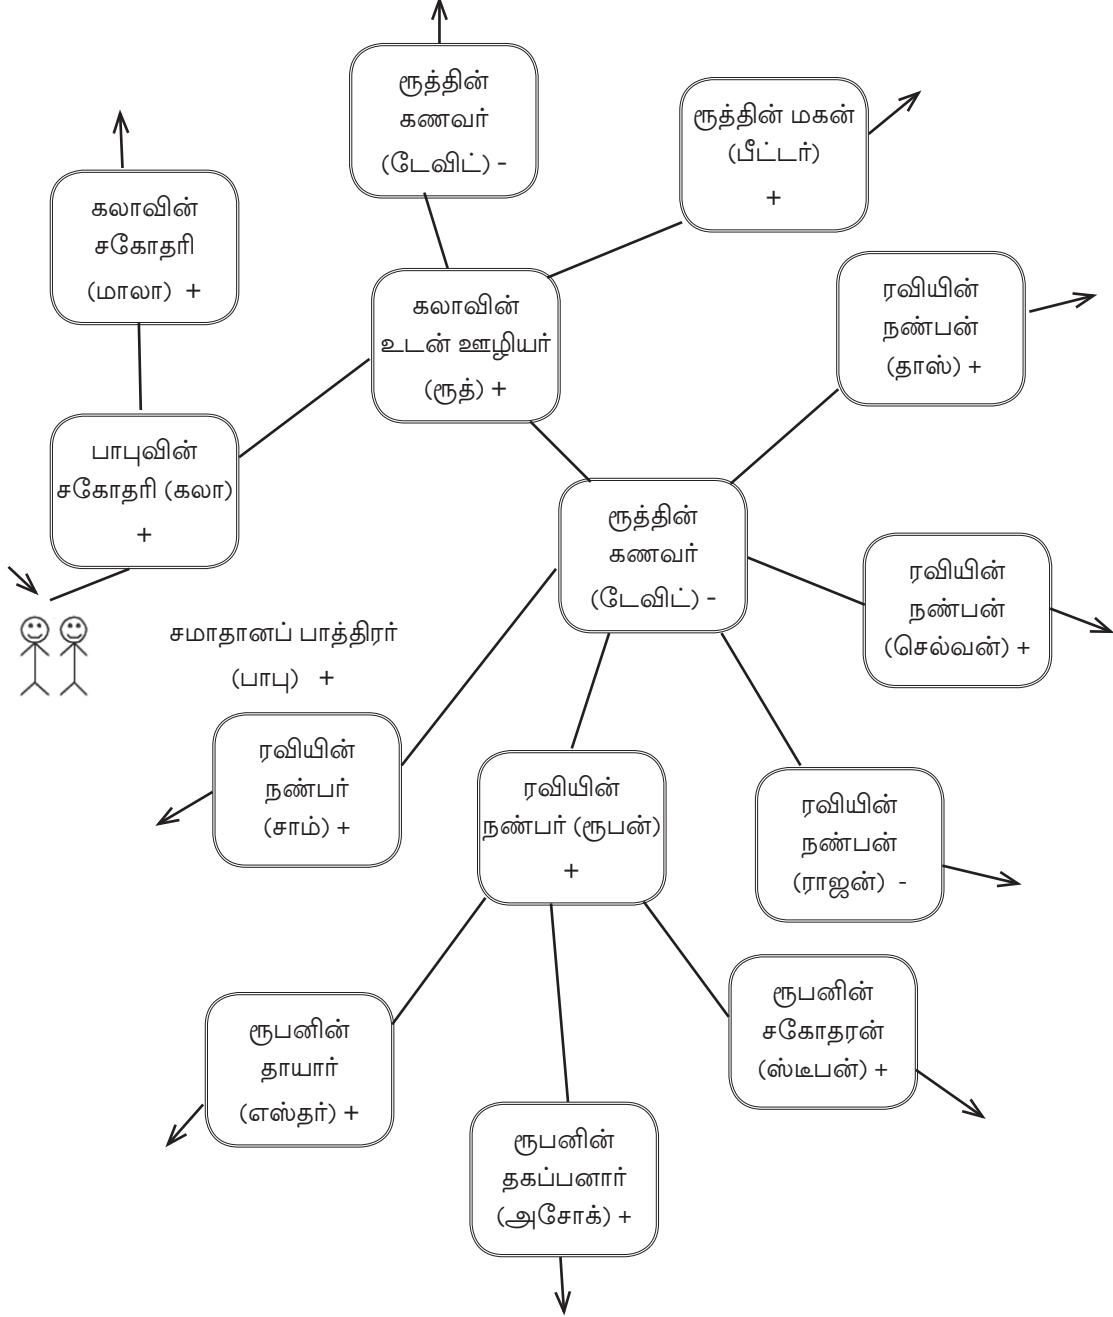 ரூத்தின்
கணவர்
(டேவிட்) -
ரூத்தின் மகன்
(பீட்டர்)
+
கலாவின்
சகோதரி
(மாலா) +
கலாவின்
உடன் ஊழியர்
(ரூத்) +
ரவியின்
நண்பன்
(தாஸ்) +
பாபுவின்
சகோதரி (கலா)
+
ரூத்தின்
கணவர்
(டேவிட்) -
ரவியின்
நண்பன்
(செல்வன்) +
சமாதானப் பாத்திரர்
(பாபு) +
ரவியின்
நண்பர்
(சாம்) +
ரவியின்
நண்பர் (ரூபன்)
+
ரவியின்
நண்பன்
(ராஜன்) -
ரூபனின்
சகோதரன்
(ஸ்டீபன்) +
ரூபனின்
தாயார்
(எஸ்தர்) +
ரூபனின்
தகப்பனார்
(அசோக்) +